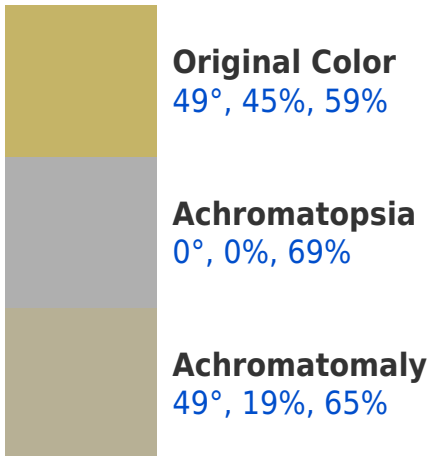 Original Color
49°, 45%, 59%
Achromatopsia
0°, 0%, 69%
Achromatomaly
49°, 19%, 65%